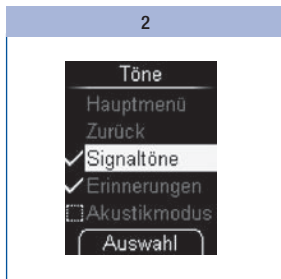 2
Töne
Hauptmenü
Zurück
Signaltöne
Erinnerungen
Akustikmodus
Auswahl